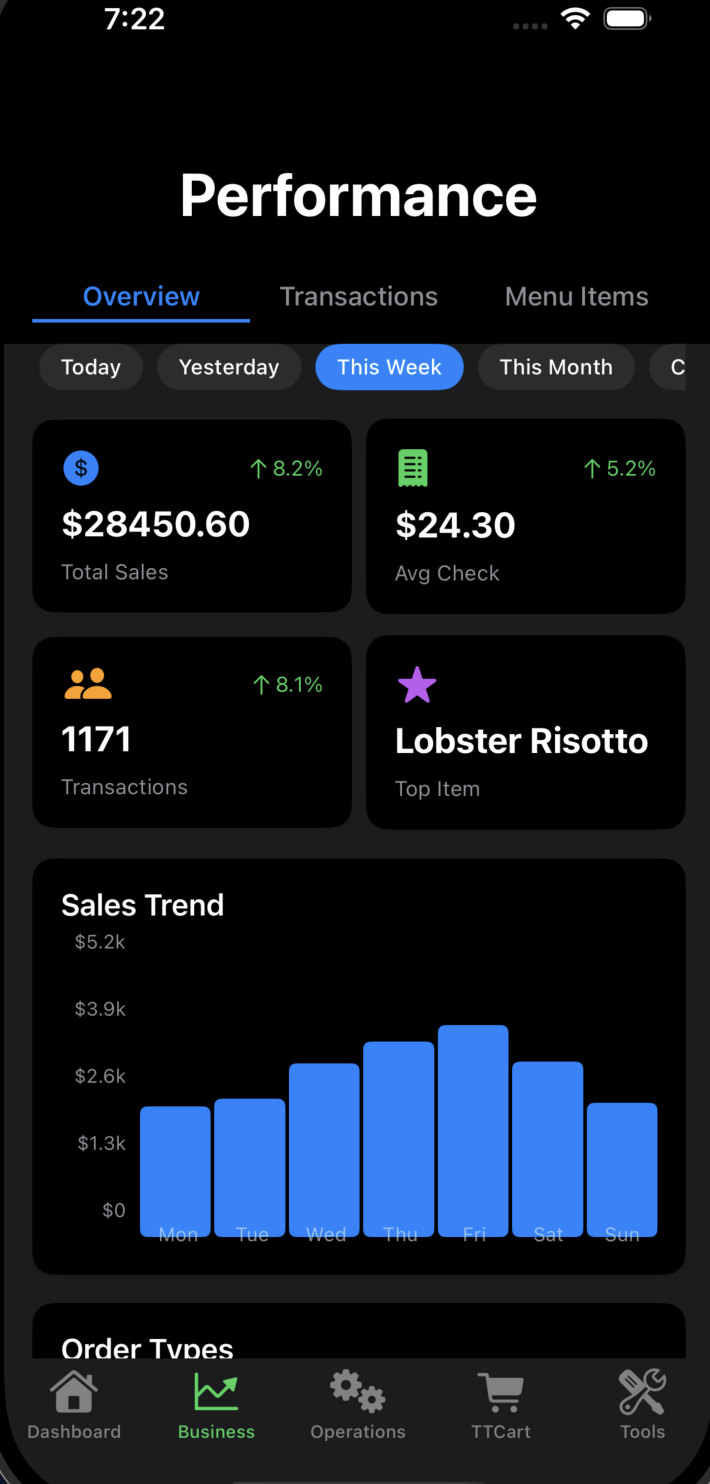 7:22
Performance
Overview Transactions Menu Items
Today Yesterday This Week This Month C
$ ↑ 8.2%
$28450.60
Total Sales
↑ 5.2%
$24.30
Avg Check
↑ 8.1%
1171
Transactions
Lobster Risotto
Top Item
Sales Trend
$5.2k
$3.9k
$2.6k
$1.3k
$0
Mon Tue Wed Thu Fri Sat Sun
Order Types
Dashboard Business Operations TTCart Tools